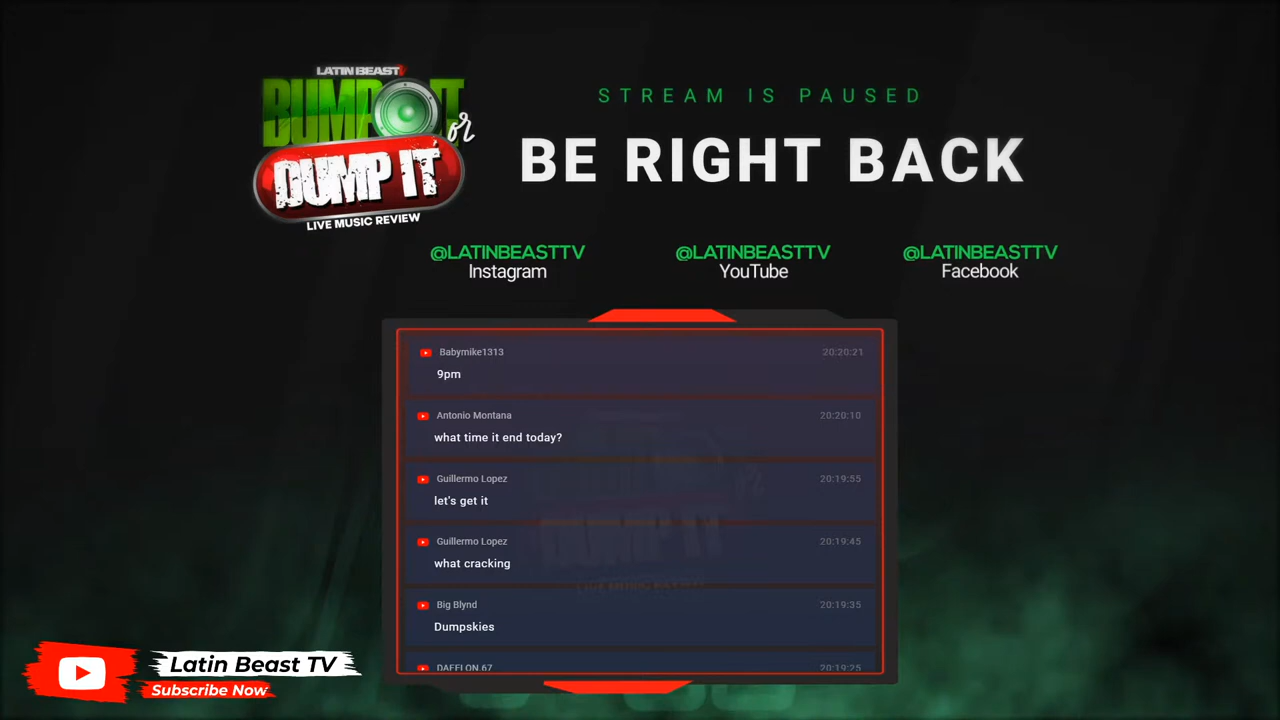 LATIN BEAST TV
BUMP IT
or
DUMP IT
LIVE MUSIC REVIEW
STREAM IS PAUSED
BE RIGHT BACK
@LATINBEASTTV
Instagram
@LATINBEASTTV
YouTube
@LATINBEASTTV
Facebook
Babymike1313 20:20:21
9pm
Antonio Montana 20:20:10
what time it end today?
Guillermo Lopez 20:19:55
let's get it
Guillermo Lopez 20:19:45
what cracking
Big Blynd 20:19:35
Dumpskies
20:19:25
Latin Beast TV
Subscribe Now